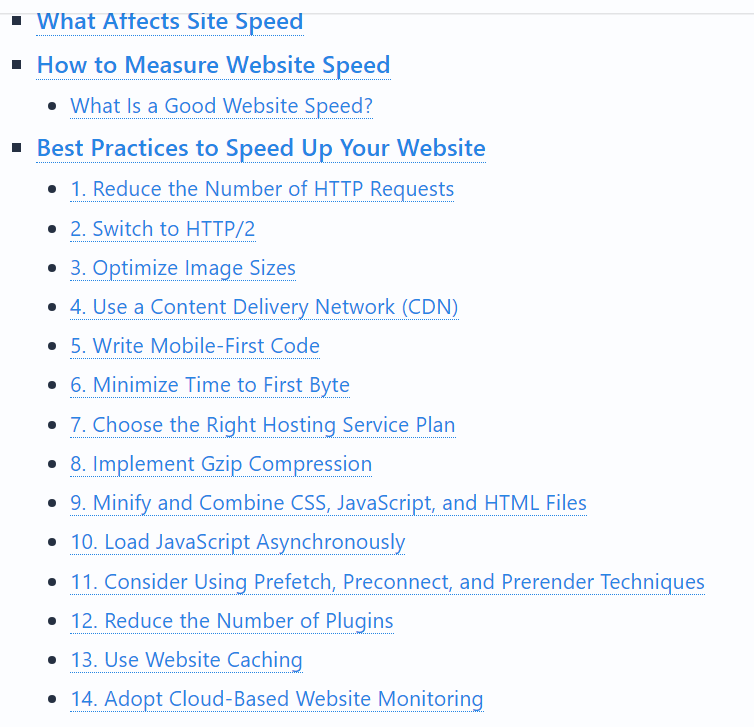 What Affects Site Speed
How to Measure Website Speed
What Is a Good Website Speed?
Best Practices to Speed Up Your Website
1. Reduce the Number of HTTP Requests
2. Switch to HTTP/2
3. Optimize Image Sizes
4. Use a Content Delivery Network (CDN)
5. Write Mobile-First Code
6. Minimize Time to First Byte
7. Choose the Right Hosting Service Plan
8. Implement Gzip Compression
9. Minify and Combine CSS, JavaScript, and HTML Files
10. Load JavaScript Asynchronously
11. Consider Using Prefetch, Preconnect, and Prerender Techniques
12. Reduce the Number of Plugins
13. Use Website Caching
14. Adopt Cloud-Based Website Monitoring